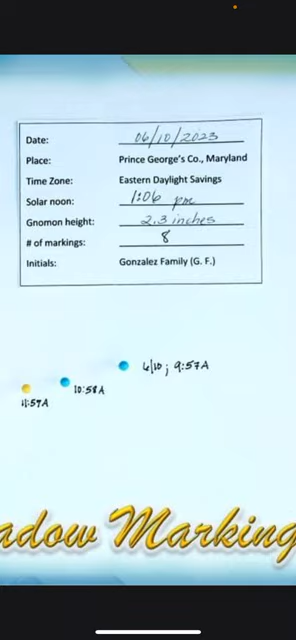 Date: 06/10/2023
Place: Prince George's Co., Maryland
Time Zone: Eastern Daylight Savings
Solar noon: 1:06 pm
Gnomon height: 2.3 inches
# of markings: 8
Initials: Gonzalez Family (G. F.)
6/10; 9:57A
10:58A
11:59A
adow Marking